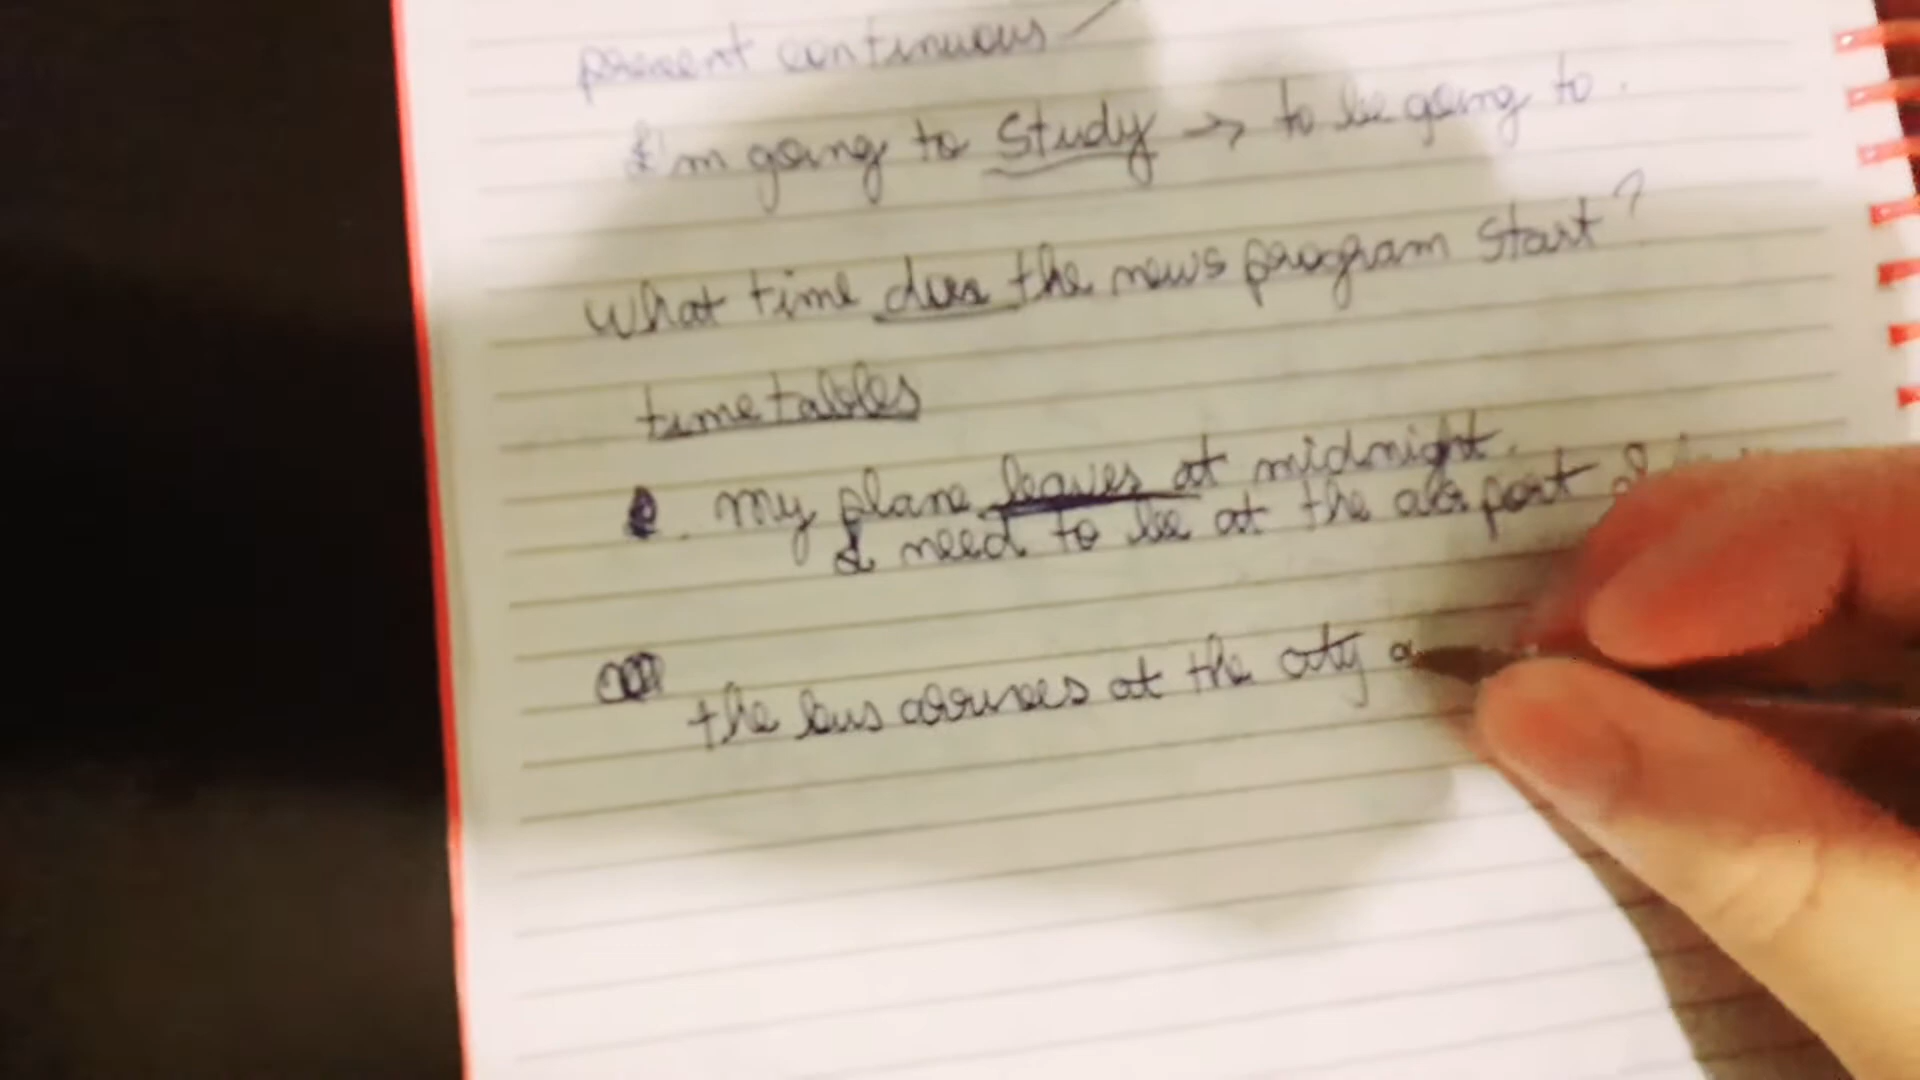 present continuous
I'm going to study → to be going to.
What time does the news program start?
timetables
my plane leaves at midnight.
I need to be at the airport
the bus arrives at the city a